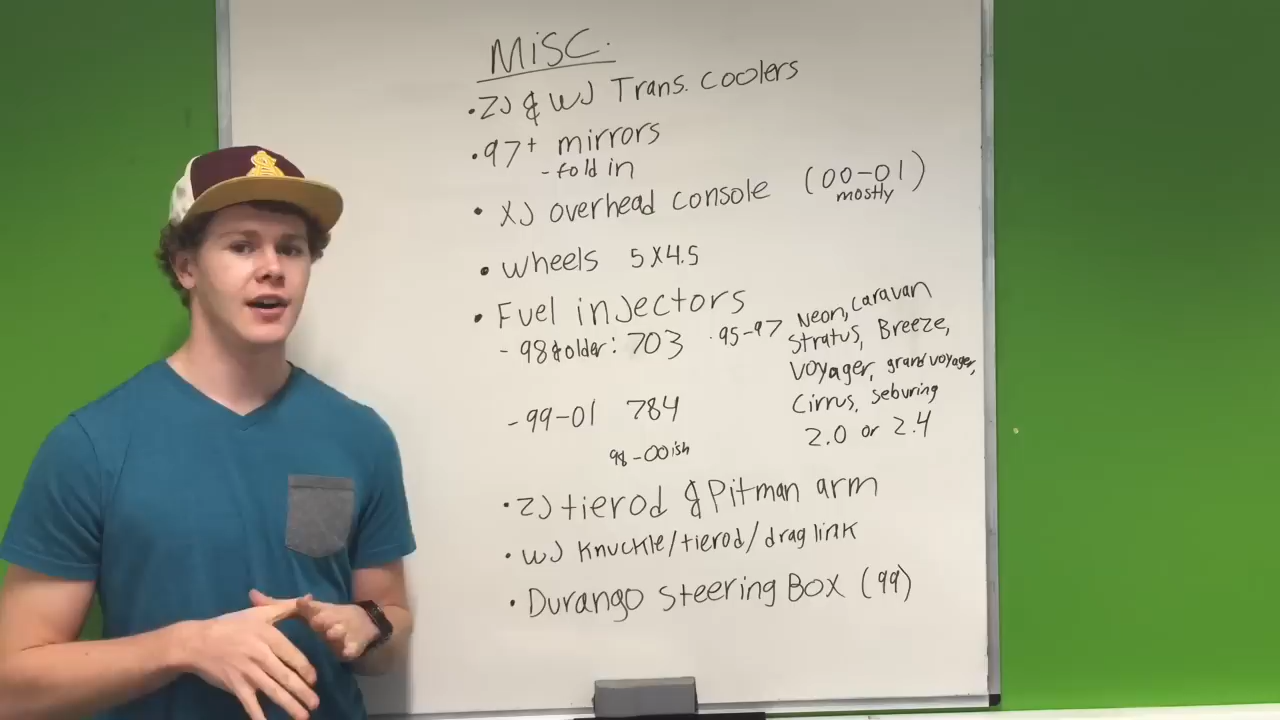 MISC.
• ZJ & WJ Trans. coolers
• 97+ mirrors
- fold in
• XJ overhead console (00-01)
mostly
• wheels 5x4.5
• Fuel injectors
- 98 & older: 703 • 95-97 Neon, caravan
Stratus, Breeze,
voyager, grand voyager,
Cirrus, seburing
2.0 or 2.4
- 99-01 784
98-00ish
• ZJ tierod & Pitman arm
• WJ Knuckle/tierod/drag link
• Durango steering Box (99)